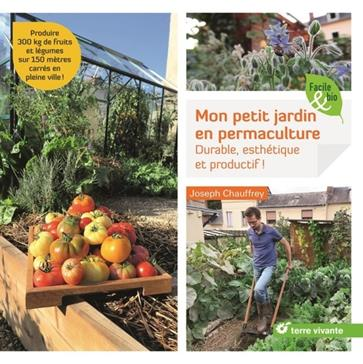 Produire
300 kg de fruits
et légumes
sur 150 mètres
carrés en
pleine ville !
Facile
& bio
Mon petit jardin
en permaculture
Durable, esthétique
et productif !
Joseph Chauffrey
terre vivante